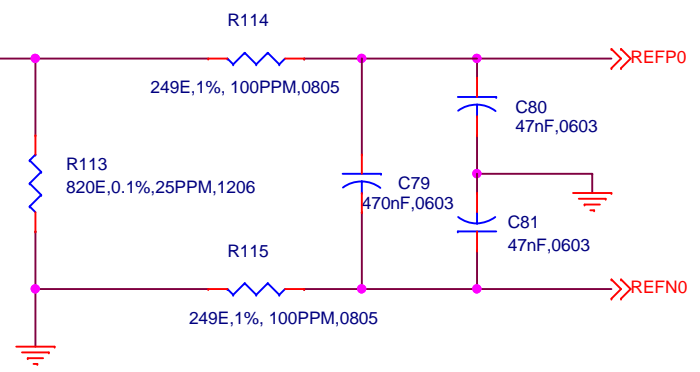 R114
REFP0
249E,1%, 100PPM,0805
C80
47nF,0603
R113
820E,0.1%,25PPM,1206
C79
470nF,0603
C81
47nF,0603
R115
REFN0
249E,1%, 100PPM,0805